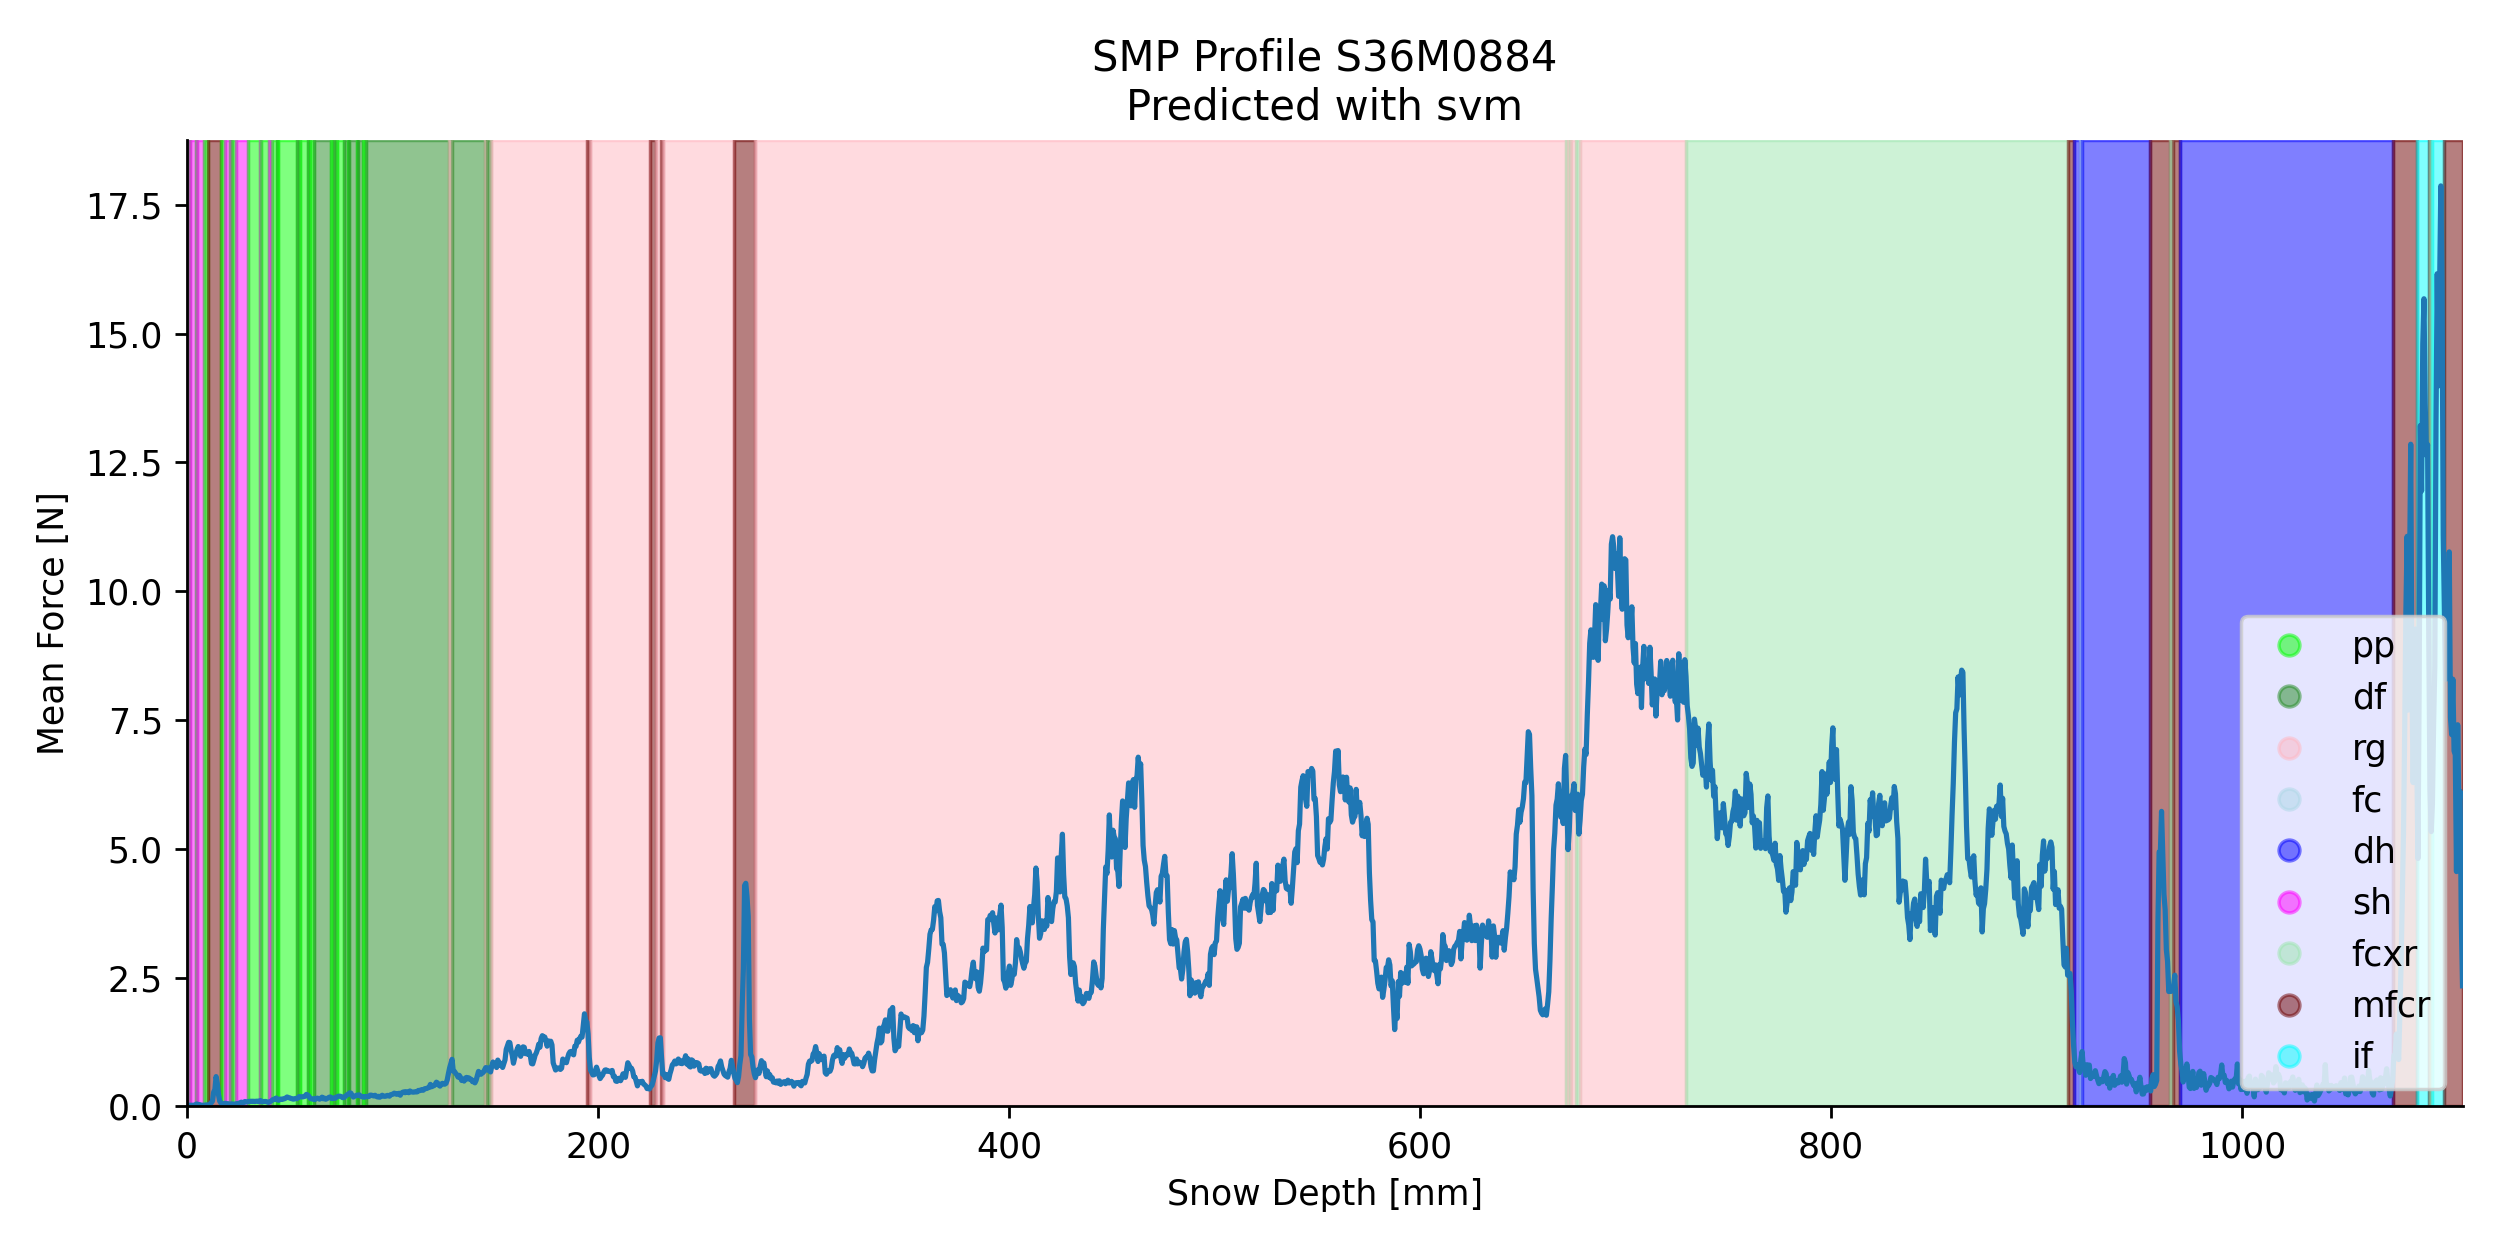 SMP Profile S36M0884
Predicted with svm
Mean Force [N]
17.5
15.0
12.5
10.0
7.5
5.0
2.5
0.0
pp
df
rg
fc
dh
sh
fcxr
mfcr
if
0 200 400 600 800 1000
Snow Depth [mm]